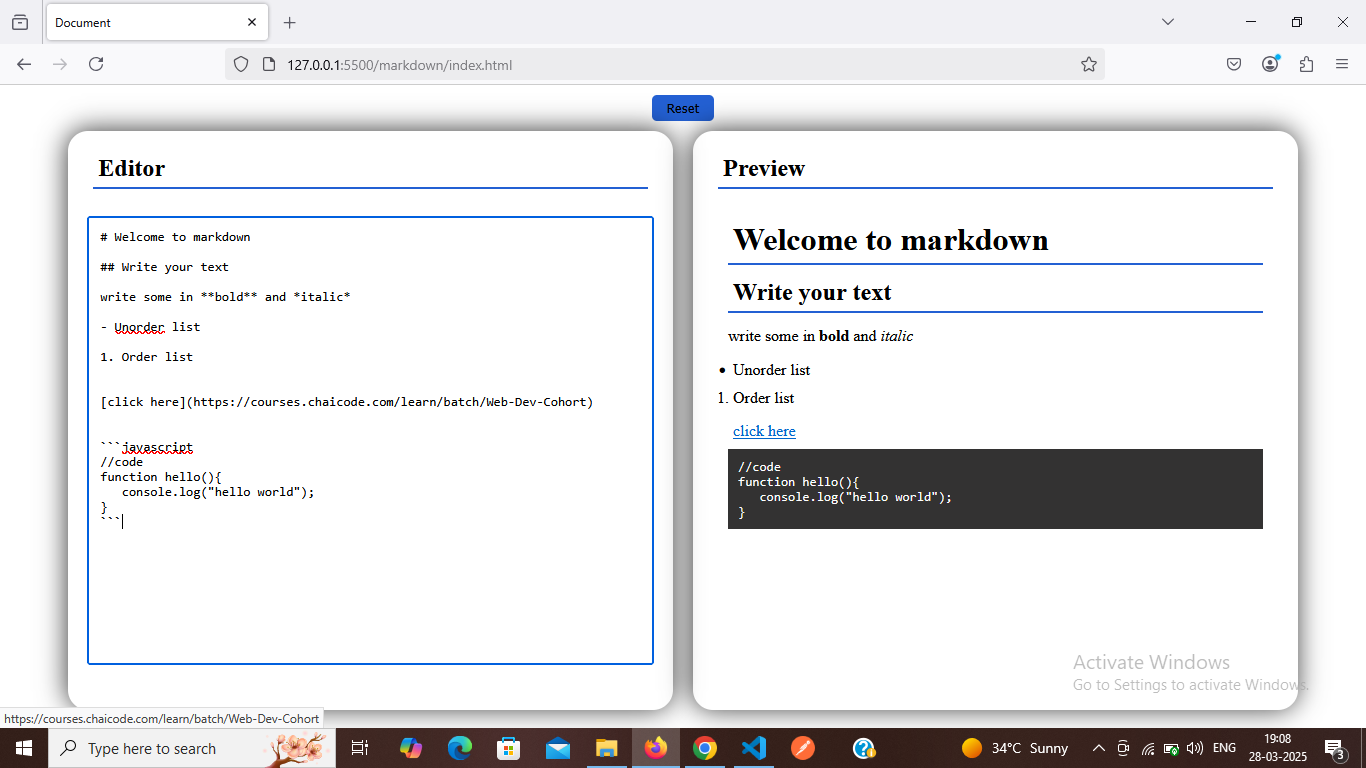 Document
127.0.0.1:5500/markdown/index.html
Reset
Editor
# Welcome to markdown
## Write your text
write some in **bold** and *italic*
- Unorder list
1. Order list
[click here](https://courses.chaicode.com/learn/batch/Web-Dev-Cohort)
```javascript
//code
function hello(){
   console.log("hello world");
}
```
Preview
Welcome to markdown
Write your text
write some in bold and italic
• Unorder list
1. Order list
click here
//code
function hello(){
   console.log("hello world");
}
Activate Windows
Go to Settings to activate Windows.
https://courses.chaicode.com/learn/batch/Web-Dev-Cohort
Type here to search
34°C Sunny
ENG
19:08
28-03-2025
3